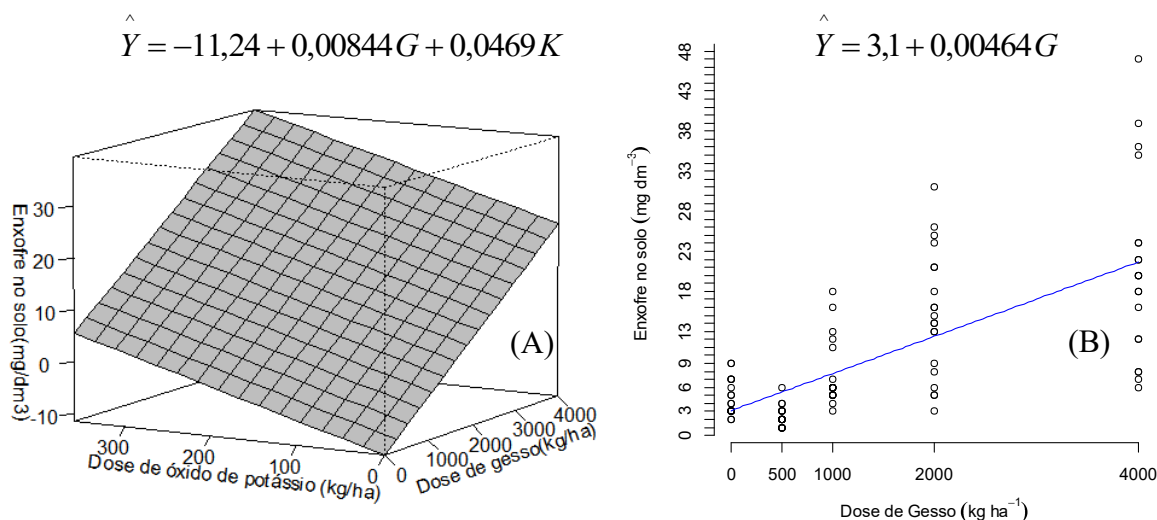 ^
Y = −11,24 + 0,00844 G + 0,0469 K
Enxofre no solo(mg/dm3)
30
20
10
0
-10
300
200
100
0
Dose de óxido de potássio (kg/ha)
0
1000
2000
3000
4000
Dose de gesso(kg/ha)
(A)
^
Y = 3,1 + 0,00464 G
Enxofre no solo (mg dm⁻³)
48
43
38
33
28
23
18
13
9
6
3
0
(B)
0 500 1000 2000 4000
Dose de Gesso (kg ha⁻¹)